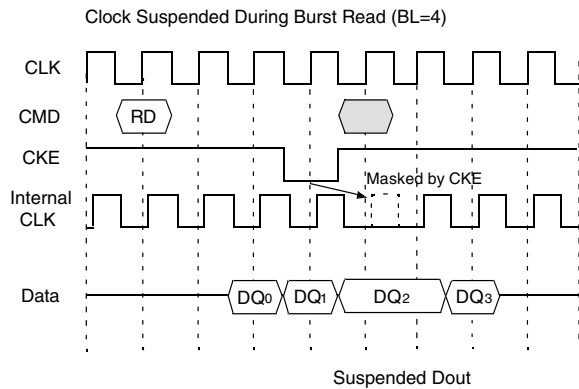 Clock Suspended During Burst Read (BL=4)
CLK
CMD
RD
CKE
Masked by CKE
Internal
CLK
Data
DQ0 DQ1 DQ2 DQ3
Suspended Dout